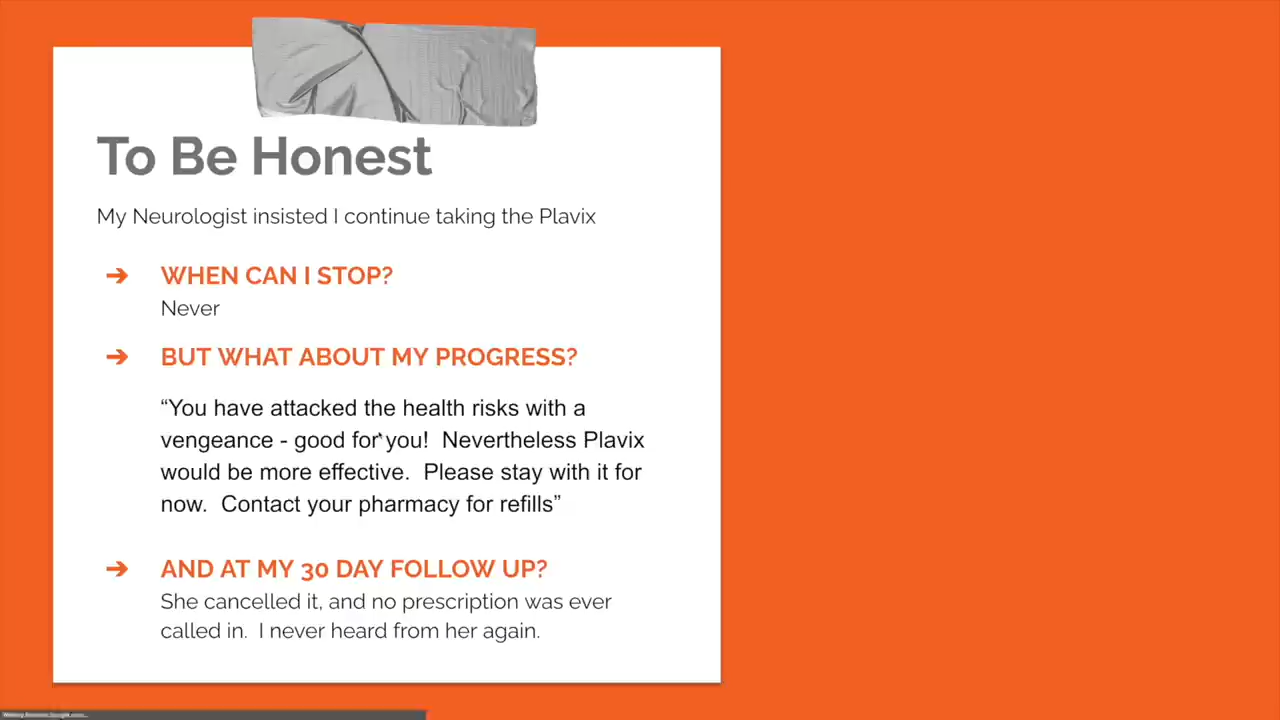 To Be Honest
My Neurologist insisted I continue taking the Plavix
➔ WHEN CAN I STOP?
Never
➔ BUT WHAT ABOUT MY PROGRESS?
“You have attacked the health risks with a
vengeance - good for you!  Nevertheless Plavix
would be more effective.  Please stay with it for
now.  Contact your pharmacy for refills”
➔ AND AT MY 30 DAY FOLLOW UP?
She cancelled it, and no prescription was ever
called in.  I never heard from her again.